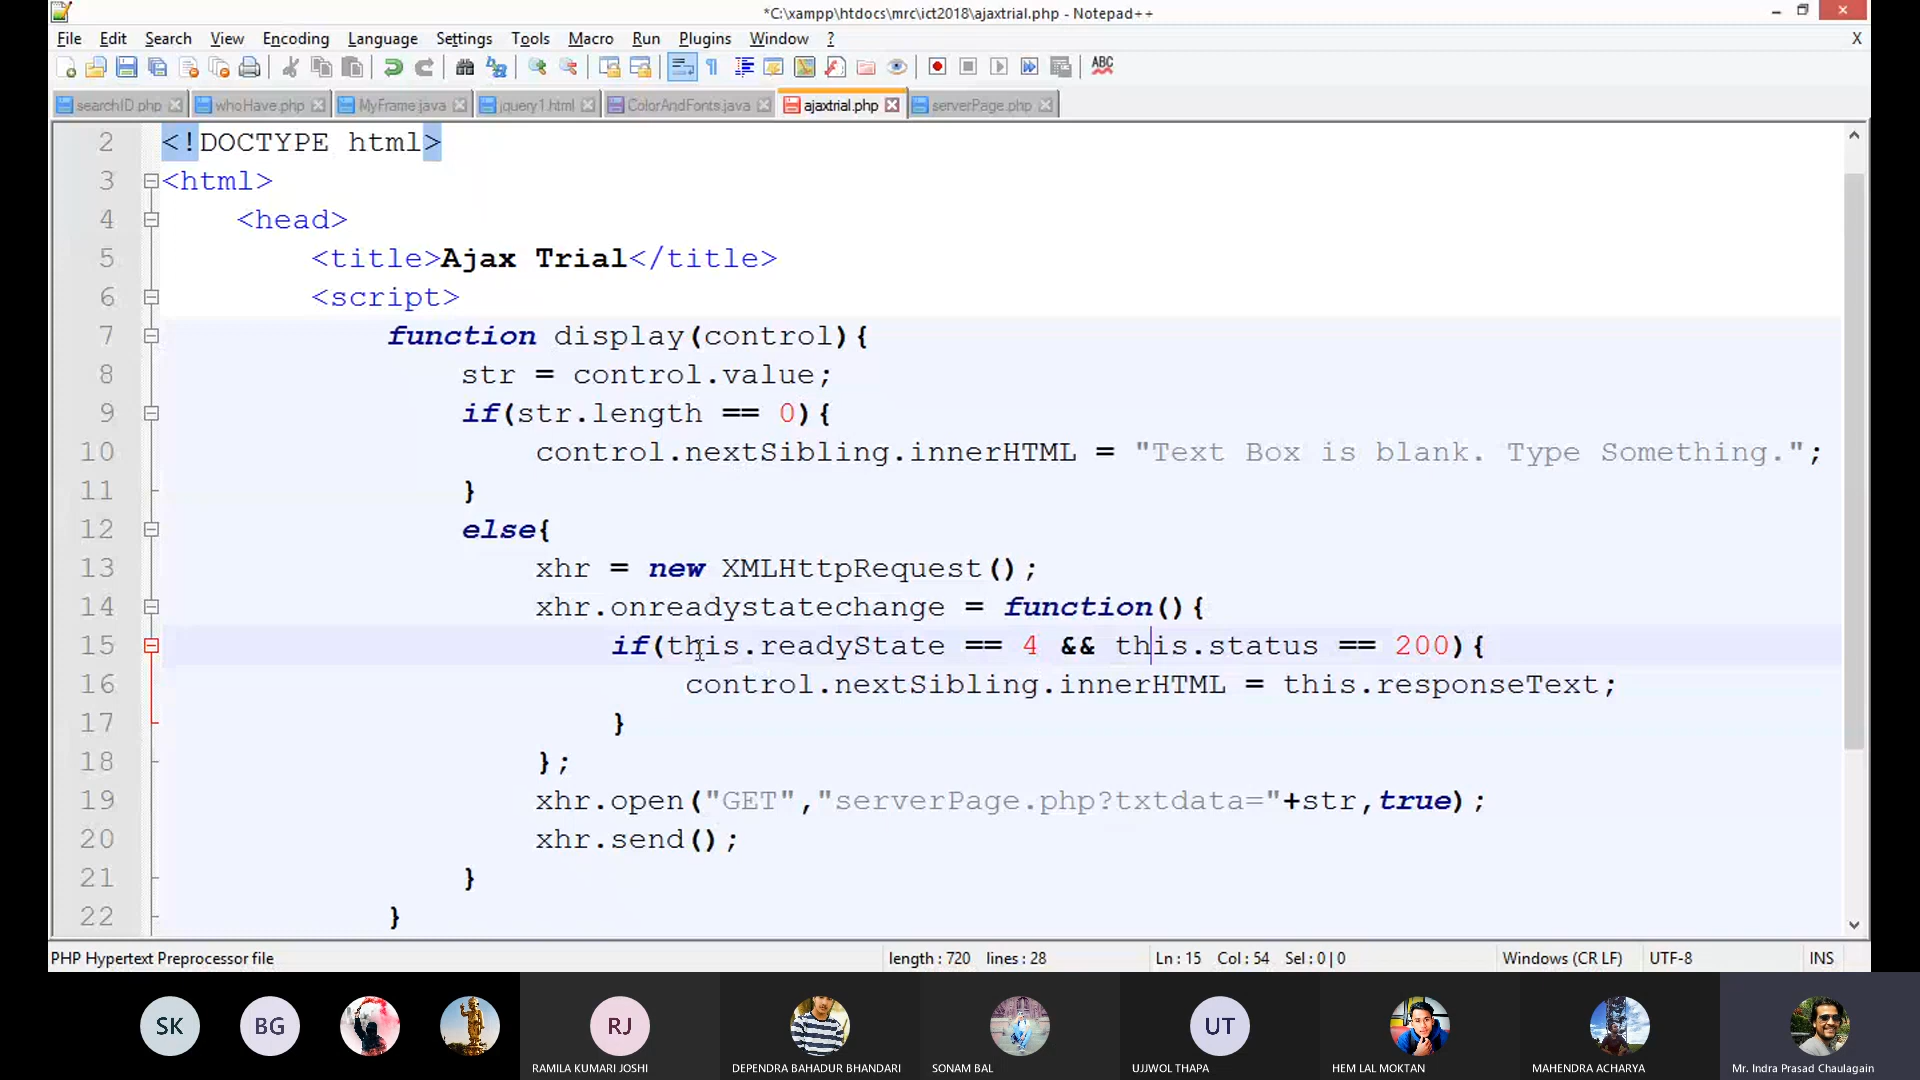 *C:\xampp\htdocs\mrc\ict2018\ajaxtrial.php - Notepad++
File Edit Search View Encoding Language Settings Tools Macro Run Plugins Window ? X
ABC
searchID.php whoHave.php MyFrame.java jquery1.html ColorAndFonts.java ajaxtrial.php serverPage.php
2 <!DOCTYPE html>
3 <html>
4 <head>
5 <title>Ajax Trial</title>
6 <script>
7 function display(control){
8 str = control.value;
9 if(str.length == 0){
10 control.nextSibling.innerHTML = "Text Box is blank. Type Something.";
11 }
12 else{
13 xhr = new XMLHttpRequest();
14 xhr.onreadystatechange = function(){
15 if(this.readyState == 4 && this.status == 200){
16 control.nextSibling.innerHTML = this.responseText;
17 }
18 };
19 xhr.open("GET","serverPage.php?txtdata="+str,true);
20 xhr.send();
21 }
22 }
PHP Hypertext Preprocessor file length : 720 lines : 28 Ln : 15 Col : 54 Sel : 0 | 0 Windows (CR LF) UTF-8 INS
SK BG RJ UT
RAMILA KUMARI JOSHI DEPENDRA BAHADUR BHANDARI SONAM BAL UJJWOL THAPA HEM LAL MOKTAN MAHENDRA ACHARYA Mr. Indra Prasad Chaulagain